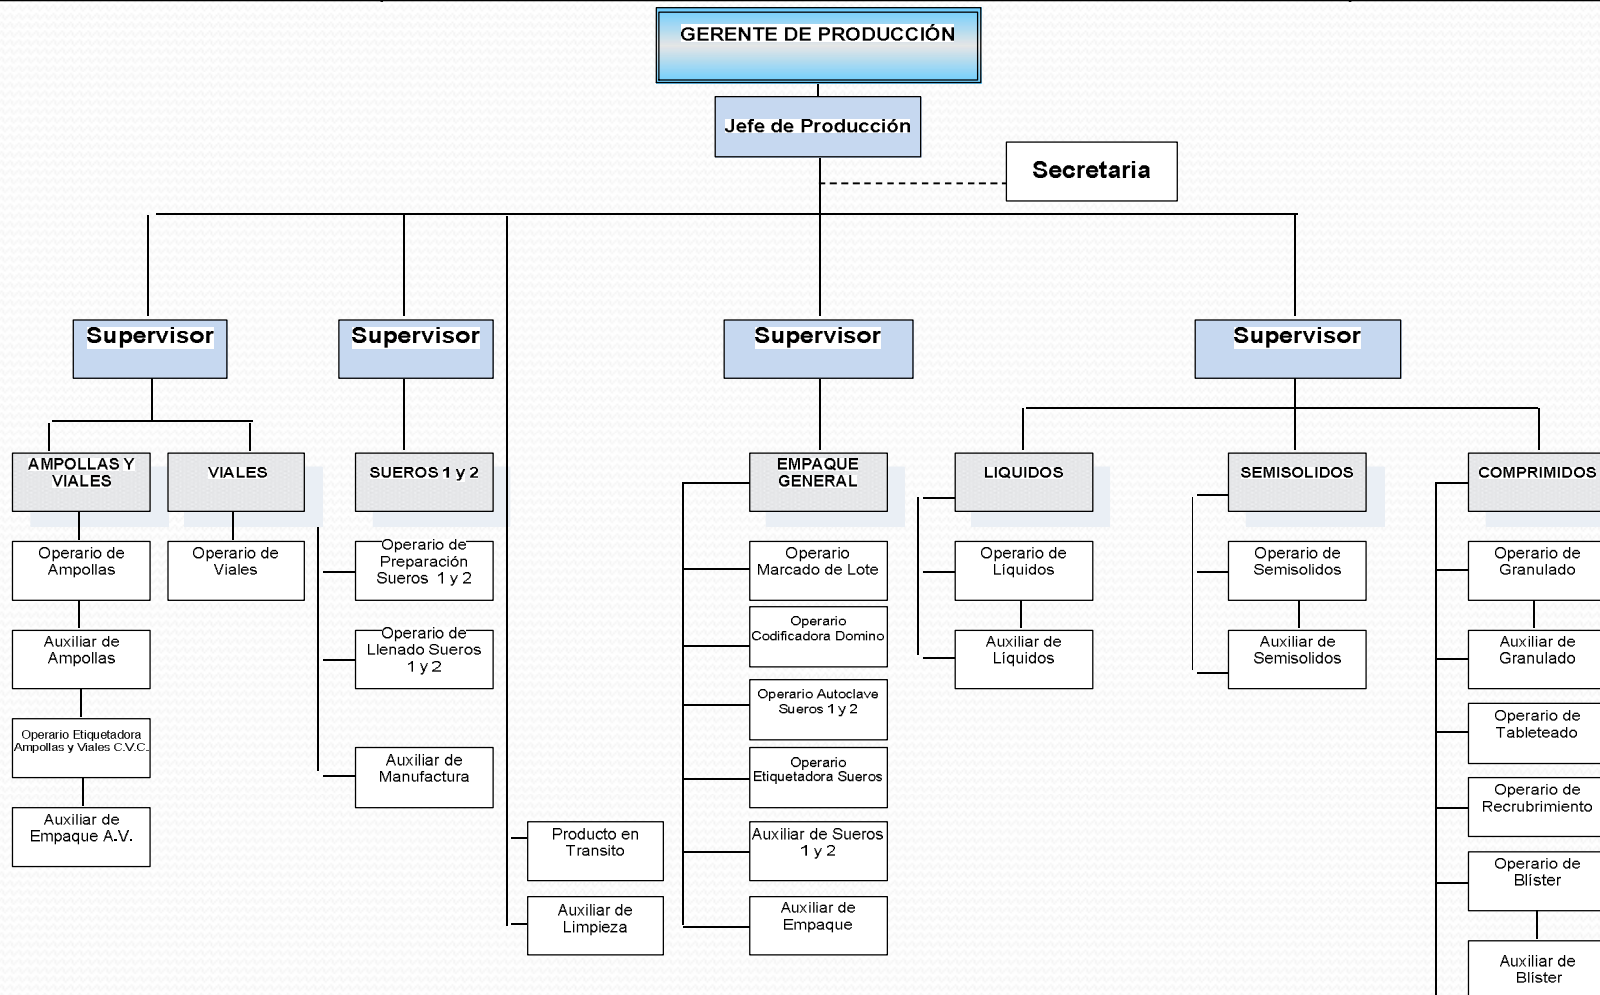 GERENTE DE PRODUCCIÓN
Jefe de Producción
Secretaria
Supervisor
Supervisor
Supervisor
Supervisor
AMPOLLAS Y
VIALES
VIALES
SUEROS 1 y 2
EMPAQUE
GENERAL
LIQUIDOS
SEMISOLIDOS
COMPRIMIDOS
Operario de
Ampollas
Auxiliar de
Ampollas
Operario Etiquetadora
Ampollas y Viales C.V.C.
Auxiliar de
Empaque A.V.
Operario de
Viales
Operario de
Preparación
Sueros 1 y 2
Operario de
Llenado Sueros
1 y 2
Auxiliar de
Manufactura
Producto en
Transito
Auxiliar de
Limpieza
Operario
Marcado de Lote
Operario
Codificadora Domino
Operario Autoclave
Sueros 1 y 2
Operario
Etiquetadora Sueros
Auxiliar de Sueros
1 y 2
Auxiliar de
Empaque
Operario de
Líquidos
Auxiliar de
Líquidos
Operario de
Semisolidos
Auxiliar de
Semisolidos
Operario de
Granulado
Auxiliar de
Granulado
Operario de
Tableteado
Operario de
Recrubrimiento
Operario de
Blíster
Auxiliar de
Blíster